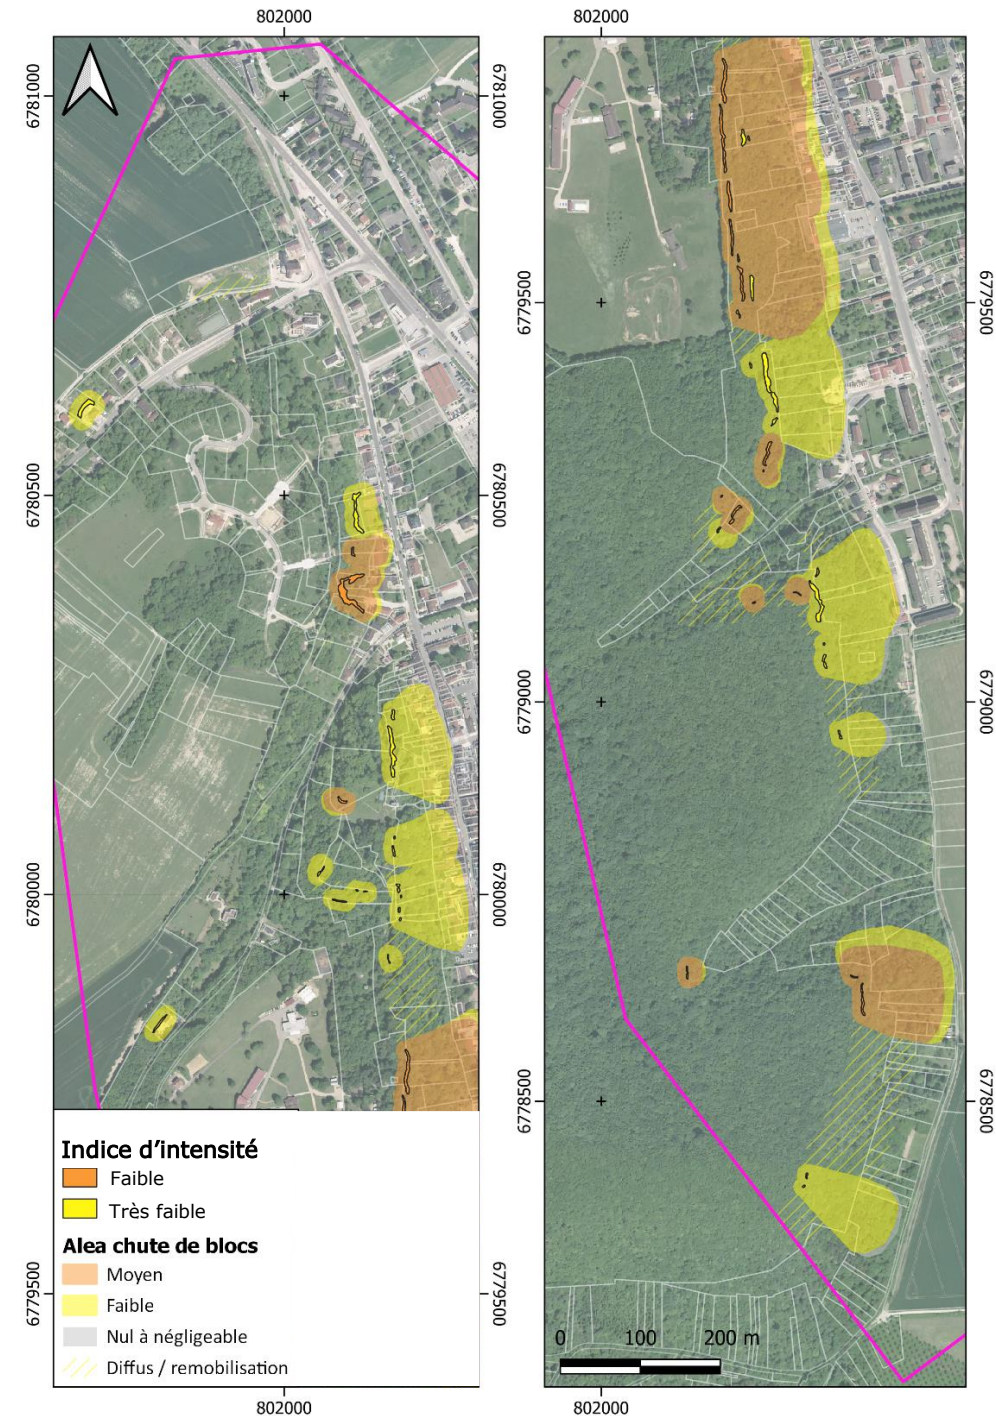 802000
802000
6781000
6781000
6780500
6780500
6780000
6780000
6779500
6779500
6779500
6779500
6779000
6779000
6778500
6778500
Indice d'intensité
Faible
Très faible
Alea chute de blocs
Moyen
Faible
Nul à négligeable
Diffus / remobilisation
0 100 200 m
802000
802000